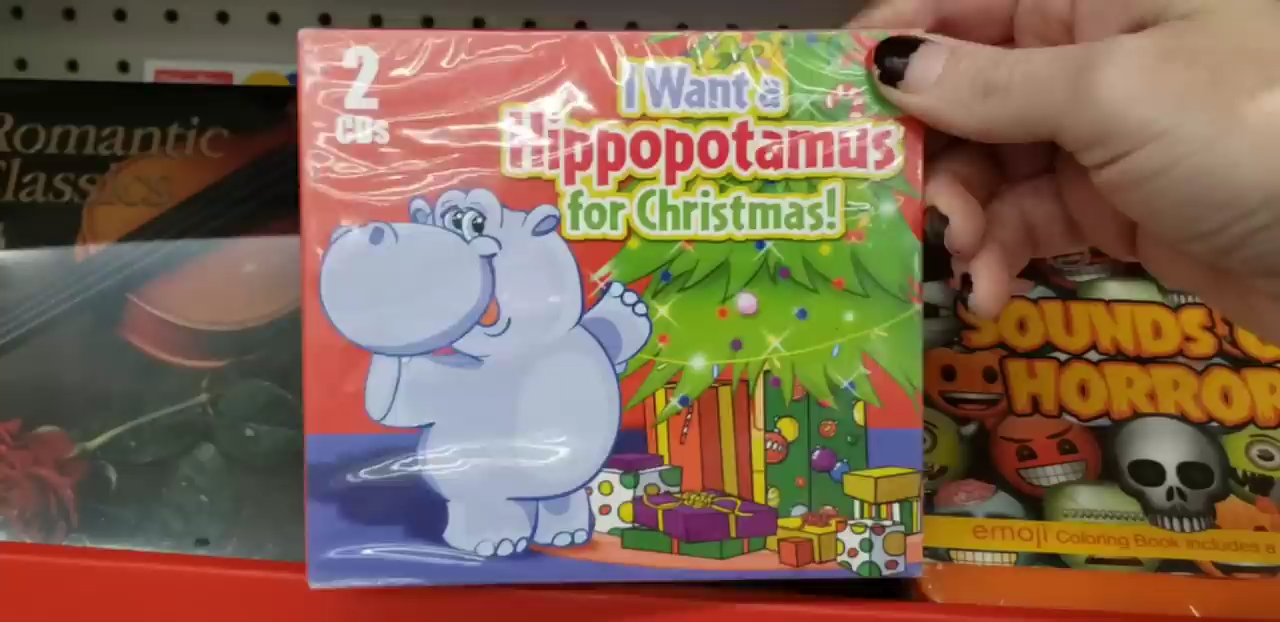 2
CDs
I Want a
Hippopotamus
for Christmas!
Romantic
Classics
SOUNDS
HORROR
emoji Coloring Book includes a